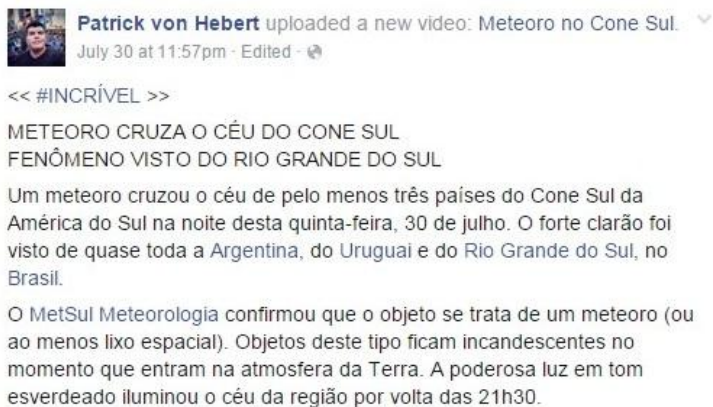 Patrick von Hebert uploaded a new video: Meteoro no Cone Sul.
July 30 at 11:57pm · Edited ·
<< #INCRÍVEL >>
METEORO CRUZA O CÉU DO CONE SUL
FENÔMENO VISTO DO RIO GRANDE DO SUL
Um meteoro cruzou o céu de pelo menos três países do Cone Sul da
América do Sul na noite desta quinta-feira, 30 de julho. O forte clarão foi
visto de quase toda a Argentina, do Uruguai e do Rio Grande do Sul, no
Brasil.
O MetSul Meteorologia confirmou que o objeto se trata de um meteoro (ou
ao menos lixo espacial). Objetos deste tipo ficam incandescentes no
momento que entram na atmosfera da Terra. A poderosa luz em tom
esverdeado iluminou o céu da região por volta das 21h30.